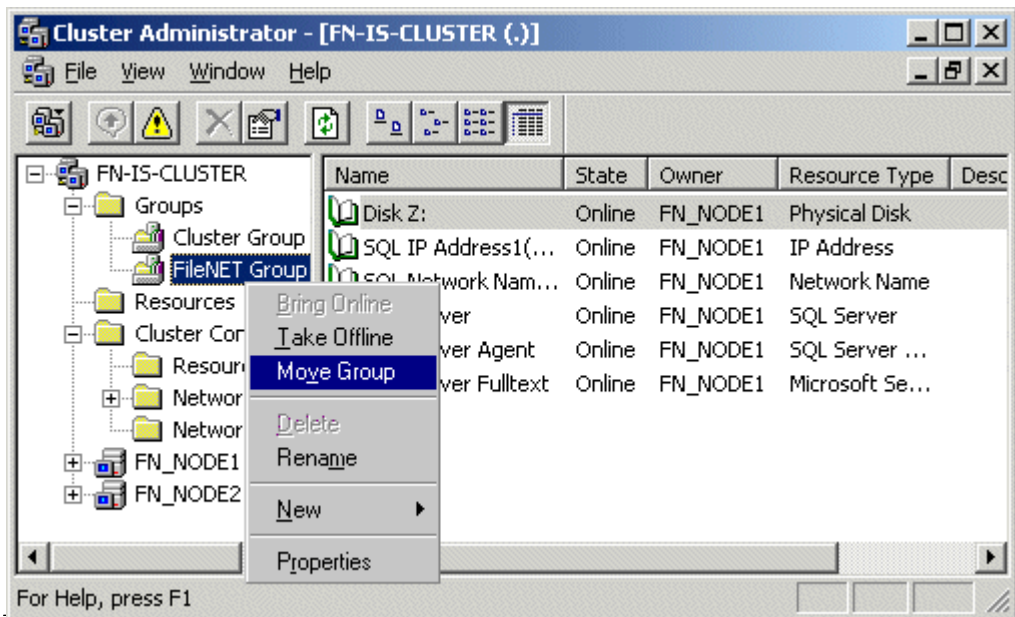 Cluster Administrator - [FN-IS-CLUSTER (.)]
File View Window Help
FN-IS-CLUSTER
Groups
Cluster Group
FileNET Group
Resources
Cluster Con
Resour
Networ
Networ
FN_NODE1
FN_NODE2
Name State Owner Resource Type Desc
Disk Z: Online FN_NODE1 Physical Disk
SQL IP Address1(... Online FN_NODE1 IP Address
SQL Network Nam... Online FN_NODE1 Network Name
ver Online FN_NODE1 SQL Server
ver Agent Online FN_NODE1 SQL Server ...
ver Fulltext Online FN_NODE1 Microsoft Se...
Bring Online
Take Offline
Move Group
Delete
Rename
New
Properties
For Help, press F1